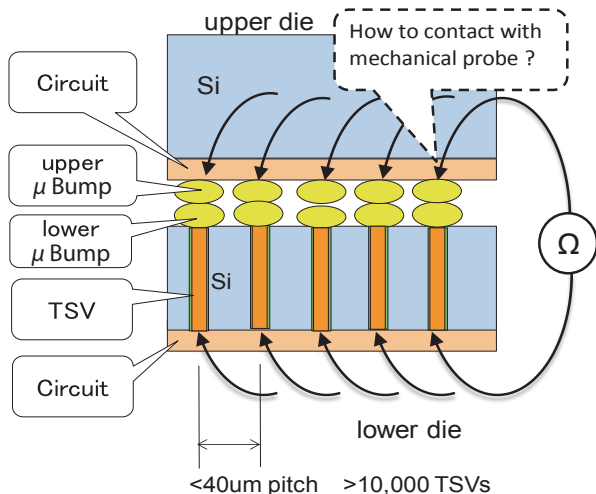 upper die
How to contact with
mechanical probe ?
Circuit
Si
upper
μ Bump
lower
μ Bump
Ω
TSV
Si
Circuit
lower die
<40um pitch >10,000 TSVs